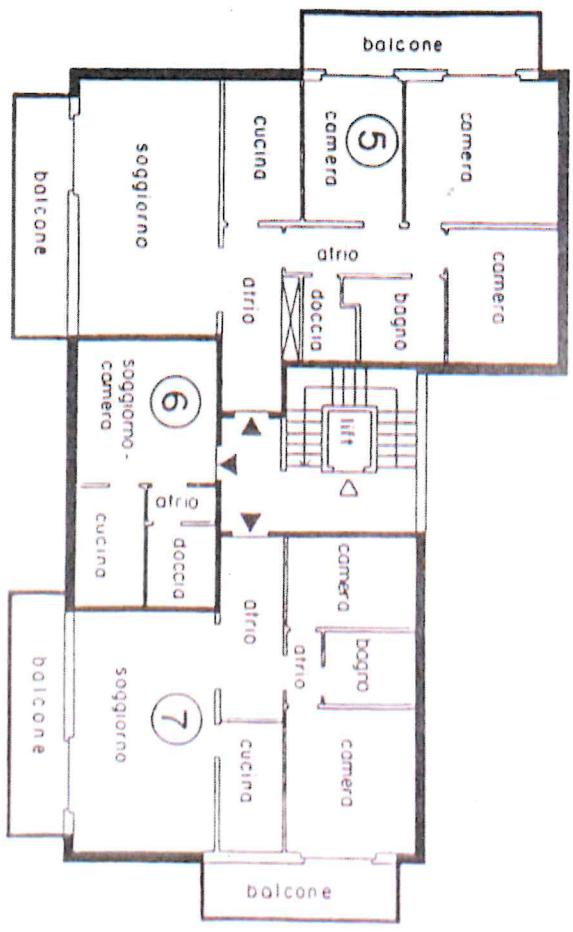 balcone
camera
5
camera
cucina
soggiorno
balcone
camera
atrio
bagno
doccia
atrio
lift
6
soggiorno-
camera
atrio
cucina
doccia
camera
bagno
atrio
atrio
7
soggiorno
balcone
cucina
camera
balcone